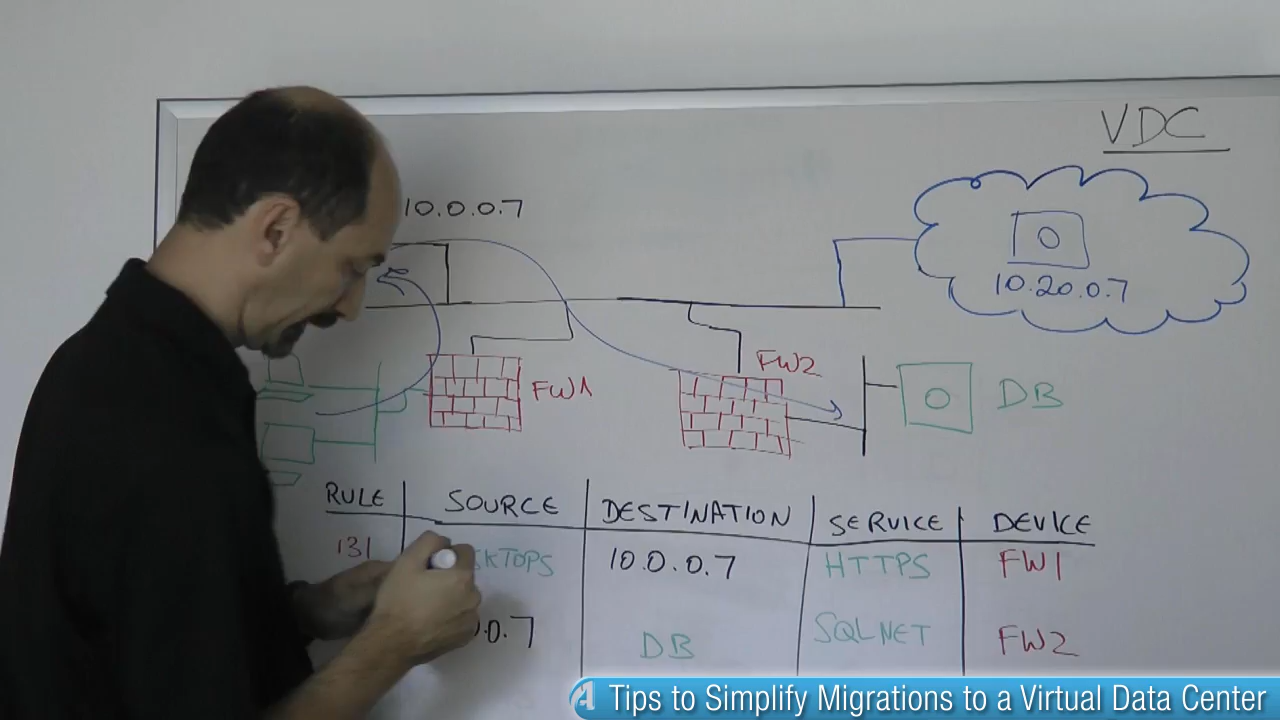 VDC
10.0.0.7
10.20.0.7
FW1
FW2
DB
RULE SOURCE DESTINATION SERVICE DEVICE
131 10.0.0.7 HTTPS FW1
DB SQLNET FW2
Tips to Simplify Migrations to a Virtual Data Center